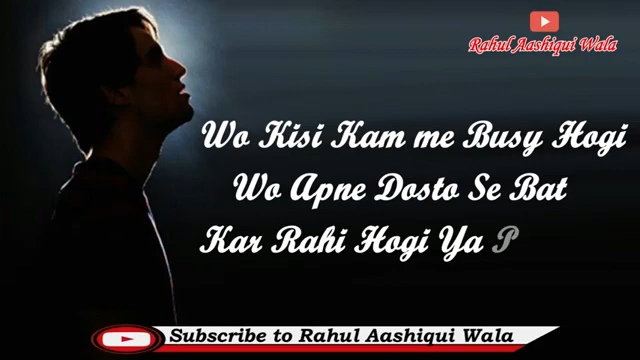 Rahul Aashiqui Wala
Wo Kisi Kam me Busy Hogi
Wo Apne Dosto Se Bat
Kar Rahi Hogi Ya P
Subscribe to Rahul Aashiqui Wala